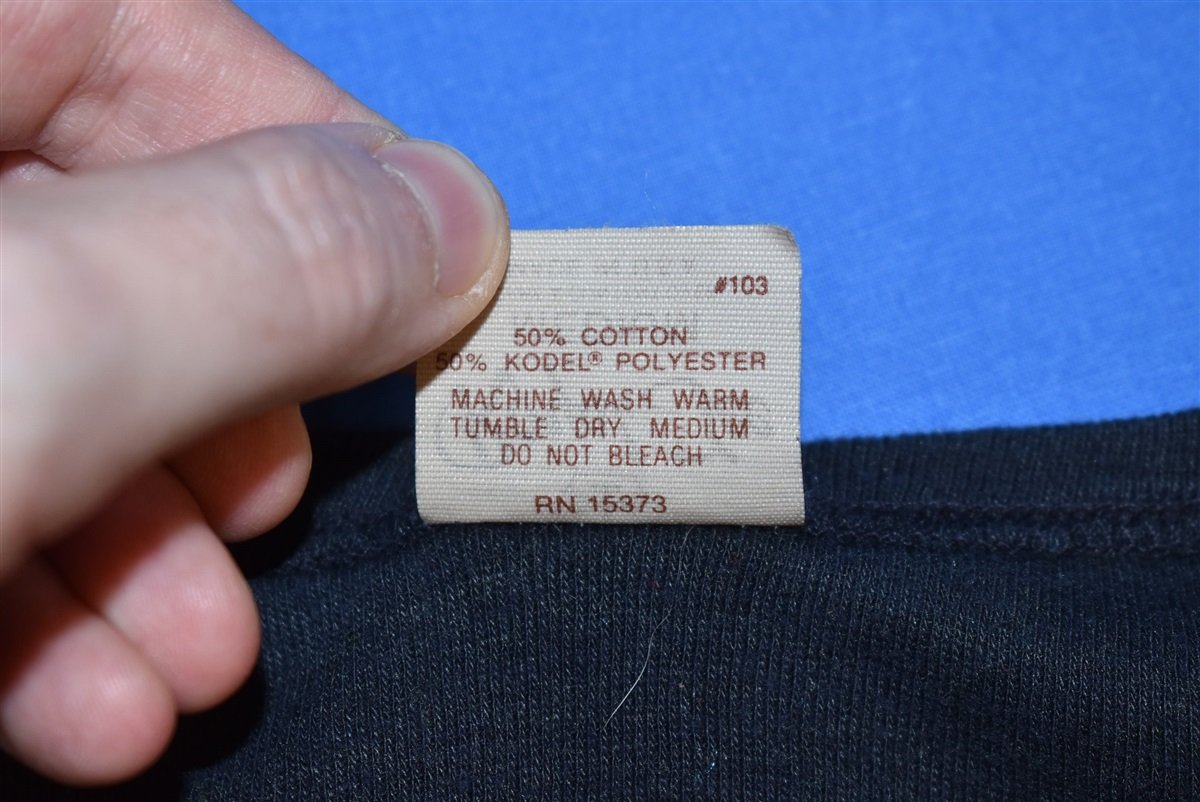 #103
50% COTTON
50% KODEL® POLYESTER
MACHINE WASH WARM
TUMBLE DRY MEDIUM
DO NOT BLEACH
RN 15373